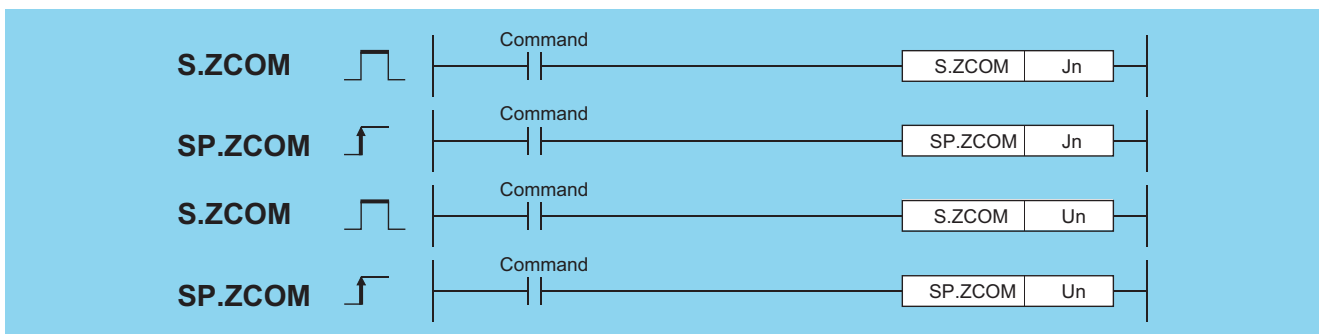 Command
S.ZCOM S.ZCOM Jn
Command
SP.ZCOM SP.ZCOM Jn
Command
S.ZCOM S.ZCOM Un
Command
SP.ZCOM SP.ZCOM Un